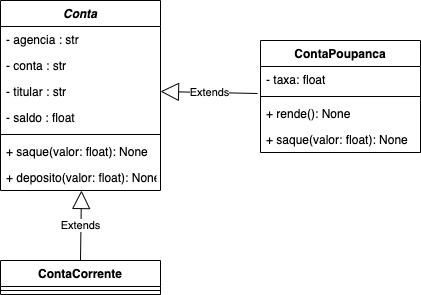 Conta
- agencia : str
- conta : str
- titular : str
- saldo : float
+ saque(valor: float): None
+ deposito(valor: float): None
Extends
ContaPoupanca
- taxa: float
+ rende(): None
+ saque(valor: float): None
Extends
ContaCorrente